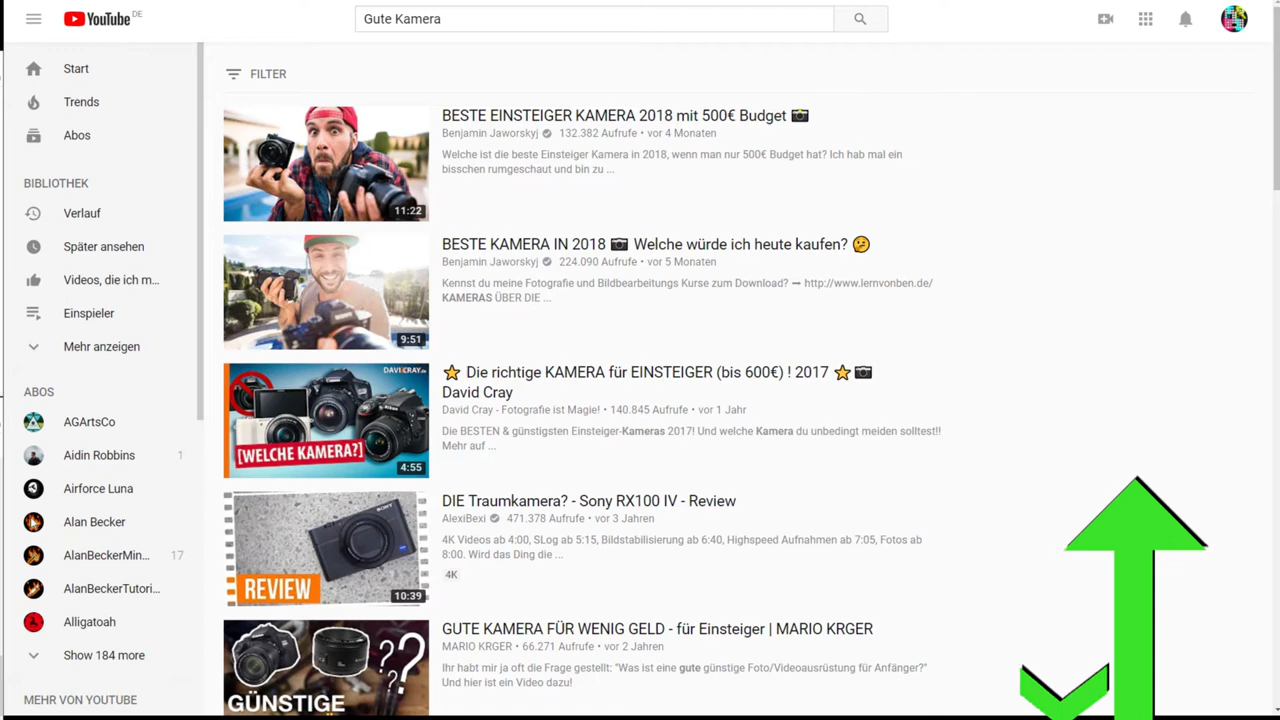 YouTube DE
Gute Kamera
Start
Trends
Abos
BIBLIOTHEK
Verlauf
Später ansehen
Videos, die ich m...
Einspieler
Mehr anzeigen
ABOS
AGArtsCo
Aidin Robbins 1
Airforce Luna
Alan Becker
AlanBeckerMin... 17
AlanBeckerTutori...
Alligatoah
Show 184 more
MEHR VON YOUTUBE
FILTER
11:22
BESTE EINSTEIGER KAMERA 2018 mit 500€ Budget 📷
Benjamin Jaworskyj 132.382 Aufrufe • vor 4 Monaten
Welche ist die beste Einsteiger Kamera in 2018, wenn man nur 500€ Budget hat? Ich hab mal ein
bisschen rumgeschaut und bin zu ...
9:51
BESTE KAMERA IN 2018 📷 Welche würde ich heute kaufen? 🤔
Benjamin Jaworskyj 224.090 Aufrufe • vor 5 Monaten
Kennst du meine Fotografie und Bildbearbeitungs Kurse zum Download? ➞ http://www.lernvonben.de/
KAMERAS ÜBER DIE ...
DAVIDCRAY.de
[WELCHE KAMERA?]
4:55
⭐ Die richtige KAMERA für EINSTEIGER (bis 600€) ! 2017 ⭐ 📷
David Cray
David Cray - Fotografie ist Magie! • 140.845 Aufrufe • vor 1 Jahr
Die BESTEN & günstigsten Einsteiger-Kameras 2017! Und welche Kamera du unbedingt meiden solltest!!
Mehr auf ...
SONY
REVIEW
10:39
DIE Traumkamera? - Sony RX100 IV - Review
AlexiBexi 471.378 Aufrufe • vor 3 Jahren
4K Videos ab 4:00, SLog ab 5:15, Bildstabilisierung ab 6:40, Highspeed Aufnahmen ab 7:05, Fotos ab
8:00. Wird das Ding die ...
4K
???
GÜNSTIGE
GUTE KAMERA FÜR WENIG GELD - für Einsteiger | MARIO KRGER
MARIO KRGER • 66.271 Aufrufe • vor 2 Jahren
Ihr habt mir ja oft die Frage gestellt: "Was ist eine gute günstige Foto/Videoausrüstung für Anfänger?"
Und hier ist ein Video dazu!